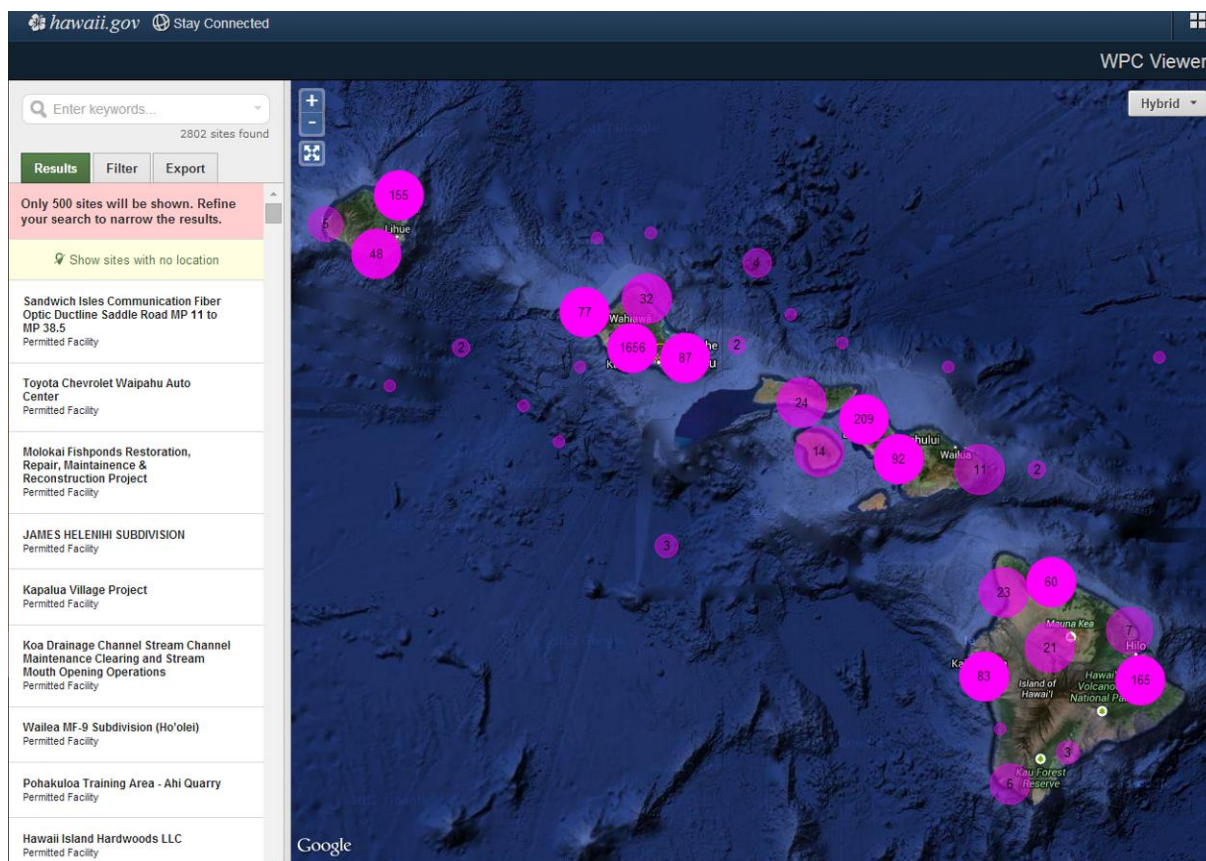 hawaii.gov Stay Connected
WPC Viewer
Enter keywords...
2802 sites found
Results Filter Export
Only 500 sites will be shown. Refine
your search to narrow the results.
Show sites with no location
Sandwich Isles Communication Fiber
Optic Ductline Saddle Road MP 11 to
MP 38.5
Permitted Facility
Toyota Chevrolet Waipahu Auto
Center
Permitted Facility
Molokai Fishponds Restoration,
Repair, Maintainence &
Reconstruction Project
Permitted Facility
JAMES HELENIHI SUBDIVISION
Permitted Facility
Kapalua Village Project
Permitted Facility
Koa Drainage Channel Stream Channel
Maintenance Clearing and Stream
Mouth Opening Operations
Permitted Facility
Wailea MF-9 Subdivision (Ho'olei)
Permitted Facility
Pohakuloa Training Area - Ahi Quarry
Permitted Facility
Hawaii Island Hardwoods LLC
Permitted Facility
+
-
Hybrid
155
5
Lihue
48
4
32
77
Wahiawā
1656
87
2
2
24
209
14
92
Wailua
11
2
3
60
23
Mauna Kea
7
21
Hilo
83
Island of
Hawai'i
165
National Pa
3
Kau Forest
Reserve
6
Google